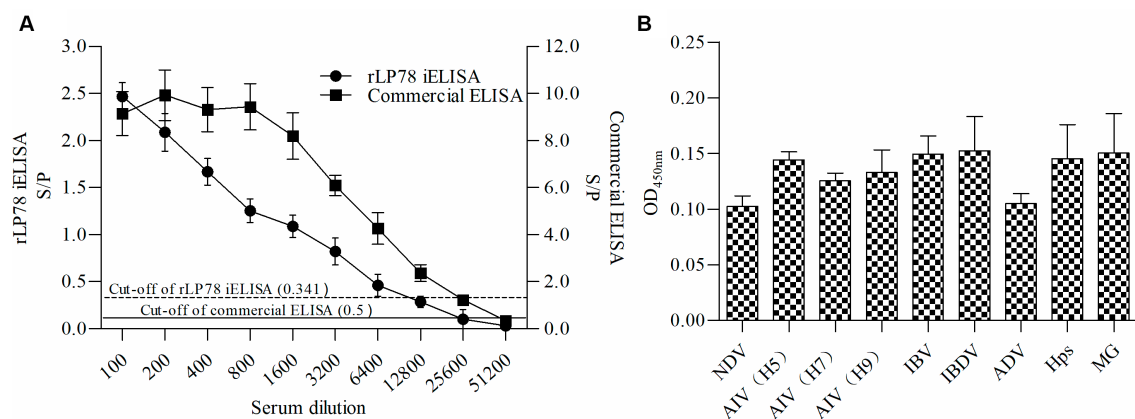 A
rLP78 iELISA
S/P
3.0
2.5
2.0
1.5
1.0
0.5
0.0
12.0
10.0
8.0
6.0
4.0
2.0
0.0
Commercial ELISA
S/P
rLP78 iELISA
Commercial ELISA
Cut-off of rLP78 iELISA (0.341)
Cut-off of commercial ELISA (0.5)
100
200
400
800
1600
3200
6400
12800
25600
51200
Serum dilution
B
OD450nm
0.25
0.20
0.15
0.10
0.05
0.00
NDV
AIV（H5）
AIV（H7）
AIV（H9）
IBV
IBDV
ADV
Hps
MG